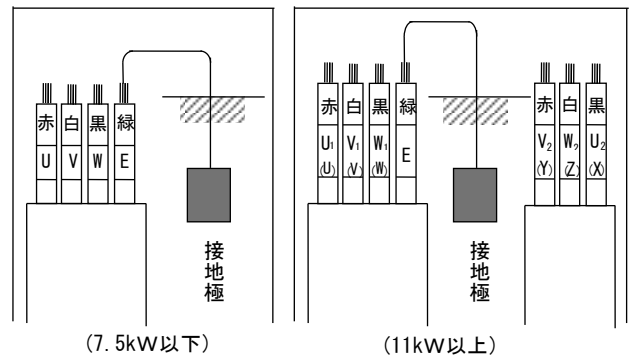 赤 白 黒 緑
U V W E
接地極
(7.5kW以下)
赤 白 黒 緑
U1 V1 W1 E
(U) (V) (W)
接地極
赤 白 黒
V2 W2 U2
(Y) (Z) (X)
(11kW以上)